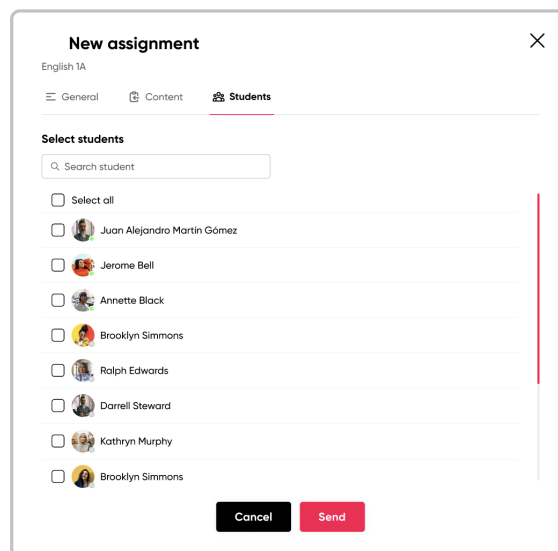 New assignment
English 1A
General
Content
Students
Select students
Search student
Select all
Juan Alejandro Martín Gómez
Jerome Bell
Annette Black
Brooklyn Simmons
Ralph Edwards
Darrell Steward
Kathryn Murphy
Brooklyn Simmons
Cancel
Send